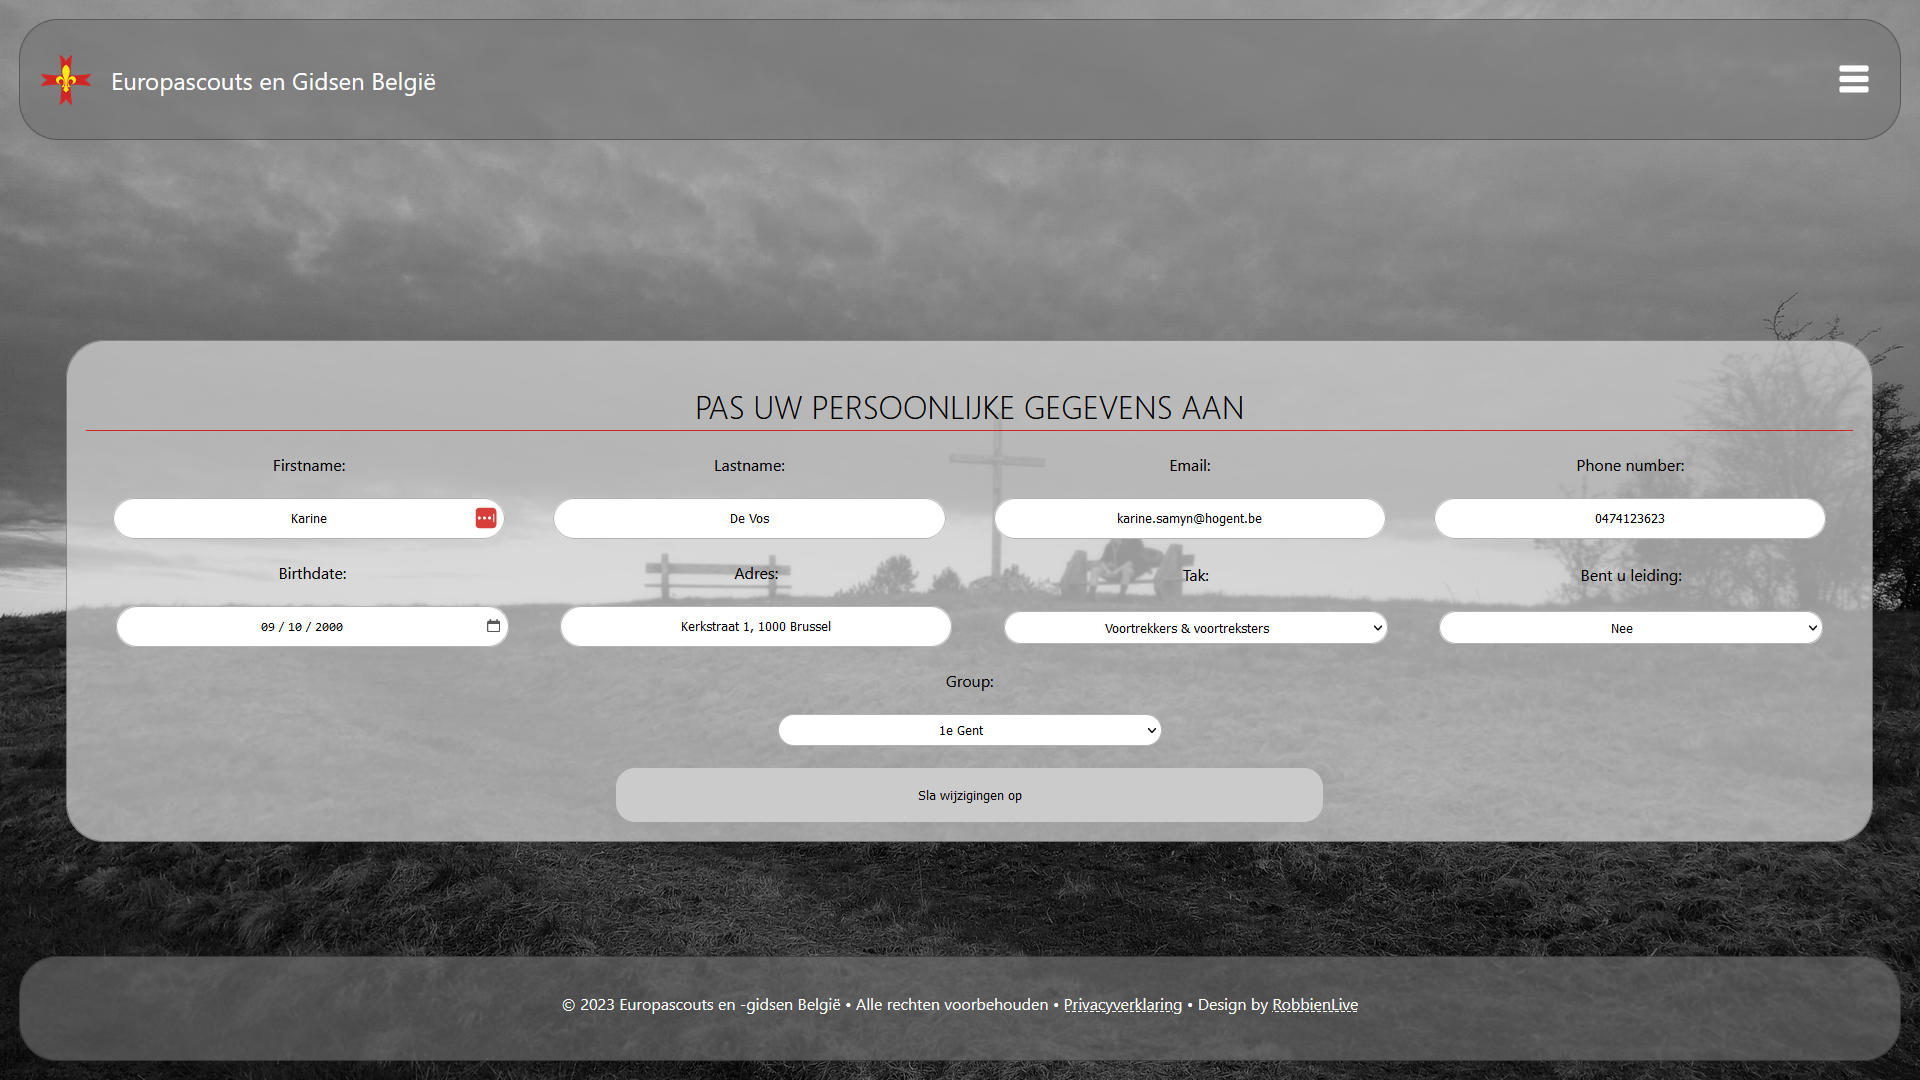 Europascouts en Gidsen België
PAS UW PERSOONLIJKE GEGEVENS AAN
Firstname:
Lastname:
Email:
Phone number:
Karine
De Vos
karine.samyn@hogent.be
0474123623
Birthdate:
Adres:
Tak:
Bent u leiding:
09 / 10 / 2000
Kerkstraat 1, 1000 Brussel
Voortrekkers & voortreksters
Nee
Group:
1e Gent
Sla wijzigingen op
© 2023 Europascouts en -gidsen België • Alle rechten voorbehouden • Privacyverklaring • Design by RobbienLive